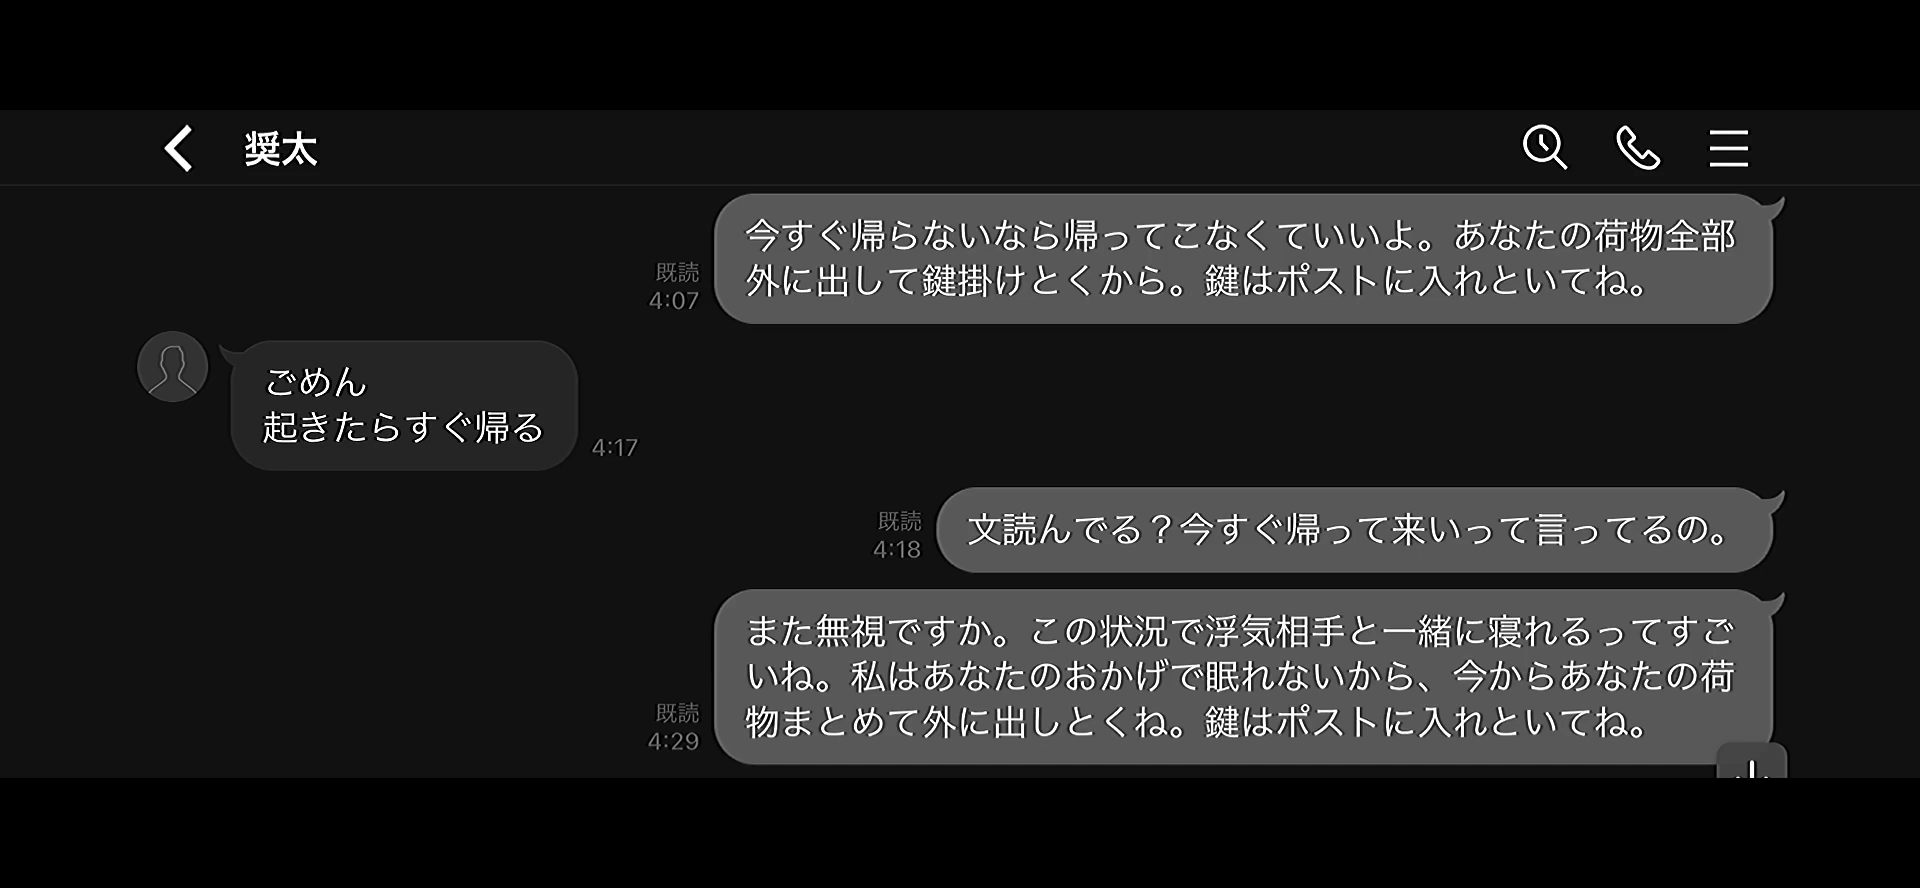 奨太
今すぐ帰らないなら帰ってこなくていいよ。あなたの荷物全部
外に出して鍵掛けとくから。鍵はポストに入れといてね。
既読
4:07
ごめん
起きたらすぐ帰る
4:17
文読んでる？今すぐ帰って来いって言ってるの。
既読
4:18
また無視ですか。この状況で浮気相手と一緒に寝れるってすご
いね。私はあなたのおかげで眠れないから、今からあなたの荷
物まとめて外に出しとくね。鍵はポストに入れといてね。
既読
4:29